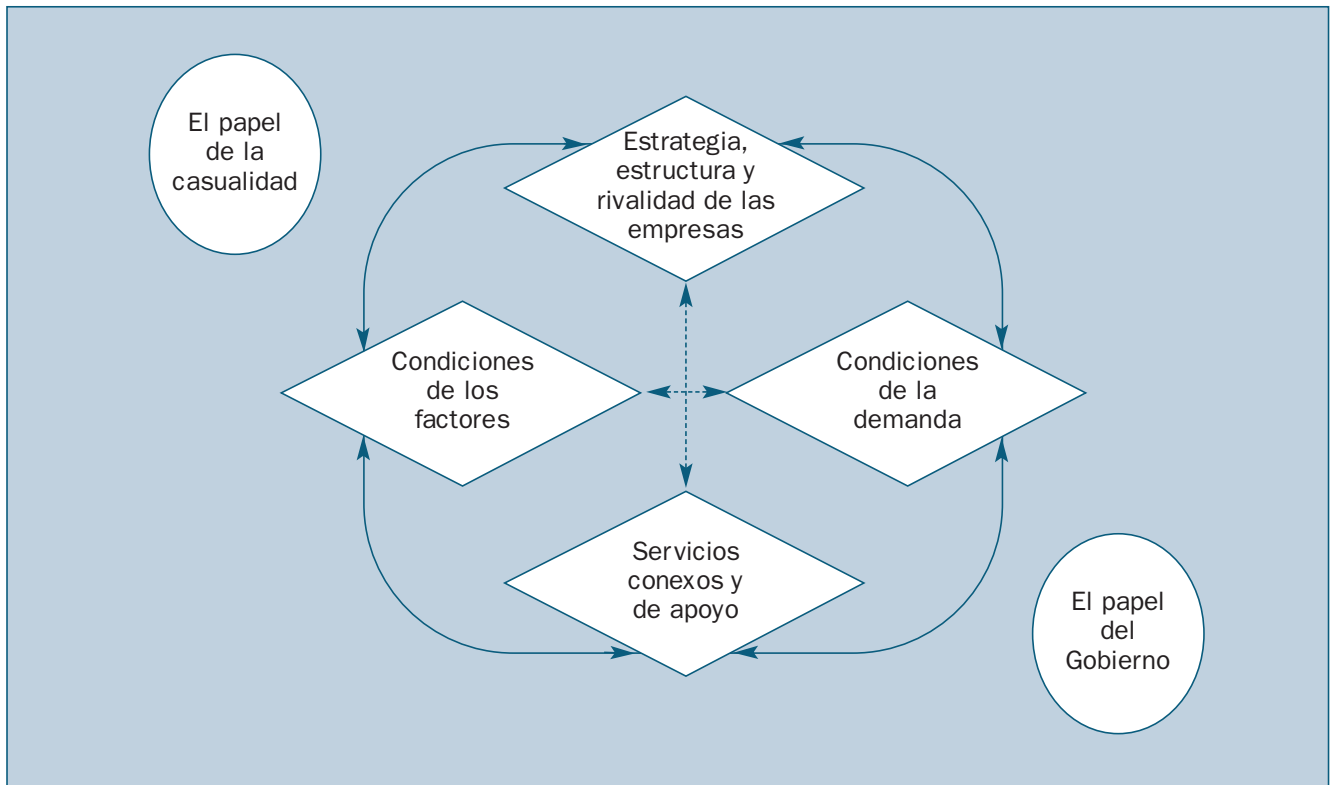 El papel
de la
casualidad
Estrategia,
estructura y
rivalidad de las
empresas
Condiciones
de los
factores
Condiciones
de la
demanda
Servicios
conexos y
de apoyo
El papel
del
Gobierno